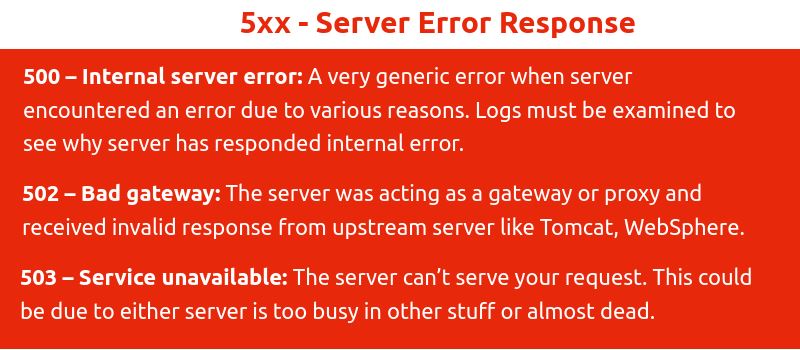 5xx - Server Error Response
500 – Internal server error: A very generic error when server
encountered an error due to various reasons. Logs must be examined to
see why server has responded internal error.
502 – Bad gateway: The server was acting as a gateway or proxy and
received invalid response from upstream server like Tomcat, WebSphere.
503 – Service unavailable: The server can’t serve your request. This could
be due to either server is too busy in other stuff or almost dead.